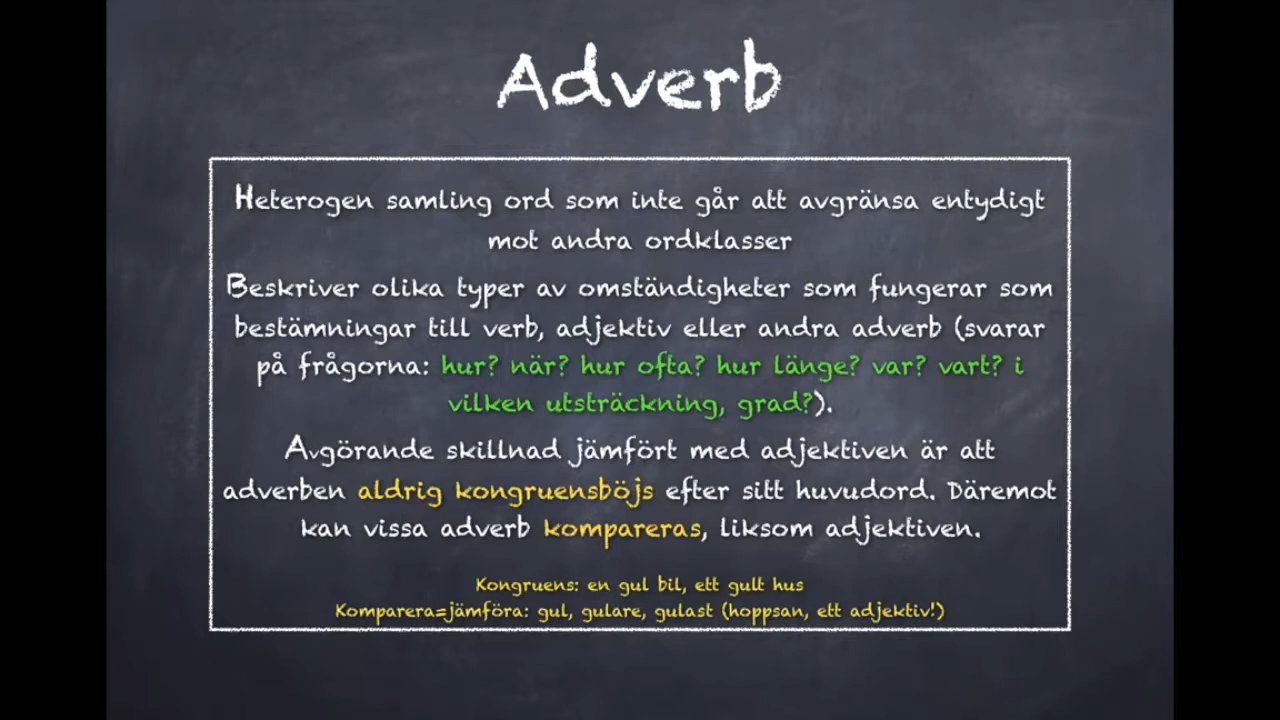 Adverb
Heterogen samling ord som inte går att avgränsa entydigt
mot andra ordklasser
Beskriver olika typer av omständigheter som fungerar som
bestämningar till verb, adjektiv eller andra adverb (svarar
på frågorna: hur? när? hur ofta? hur länge? var? vart? i
vilken utsträckning, grad?).
Avgörande skillnad jämfört med adjektiven är att
adverben aldrig kongruensböjs efter sitt huvudord. Däremot
kan vissa adverb kompareras, liksom adjektiven.
Kongruens: en gul bil, ett gult hus
Komparera=jämföra: gul, gulare, gulast (hoppsan, ett adjektiv!)